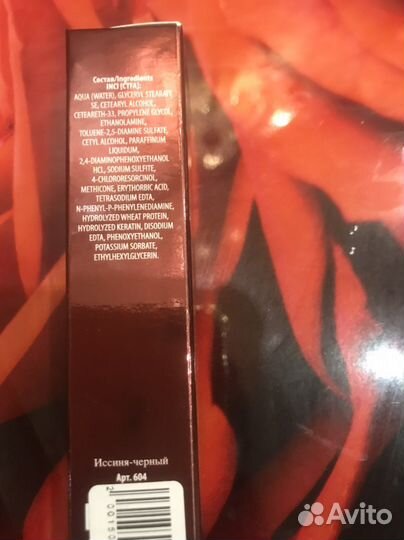 Состав/Ingredients
INCI [CTFA]:
AQUA (WATER), GLYCERYL STEARATE
SE, CETEARYL ALCOHOL,
CETEARETH-33, PROPYLENE GLYCOL,
ETHANOLAMINE,
TOLUENE-2,5-DIAMINE SULFATE,
CETYL ALCOHOL, PARAFFINUM
LIQUIDUM,
2,4-DIAMINOPHENOXYETHANOL
HCL, SODIUM SULFITE,
4-CHLORORESORCINOL,
METHICONE, ERYTHORBIC ACID,
TETRASODIUM EDTA,
N-PHENYL-P-PHENYLENEDIAMINE,
HYDROLYZED WHEAT PROTEIN,
HYDROLYZED KERATIN, DISODIUM
EDTA, PHENOXYETHANOL,
POTASSIUM SORBATE,
ETHYLHEXYLGLYCERIN.
Иссиня-черный
Арт. 604
Avito